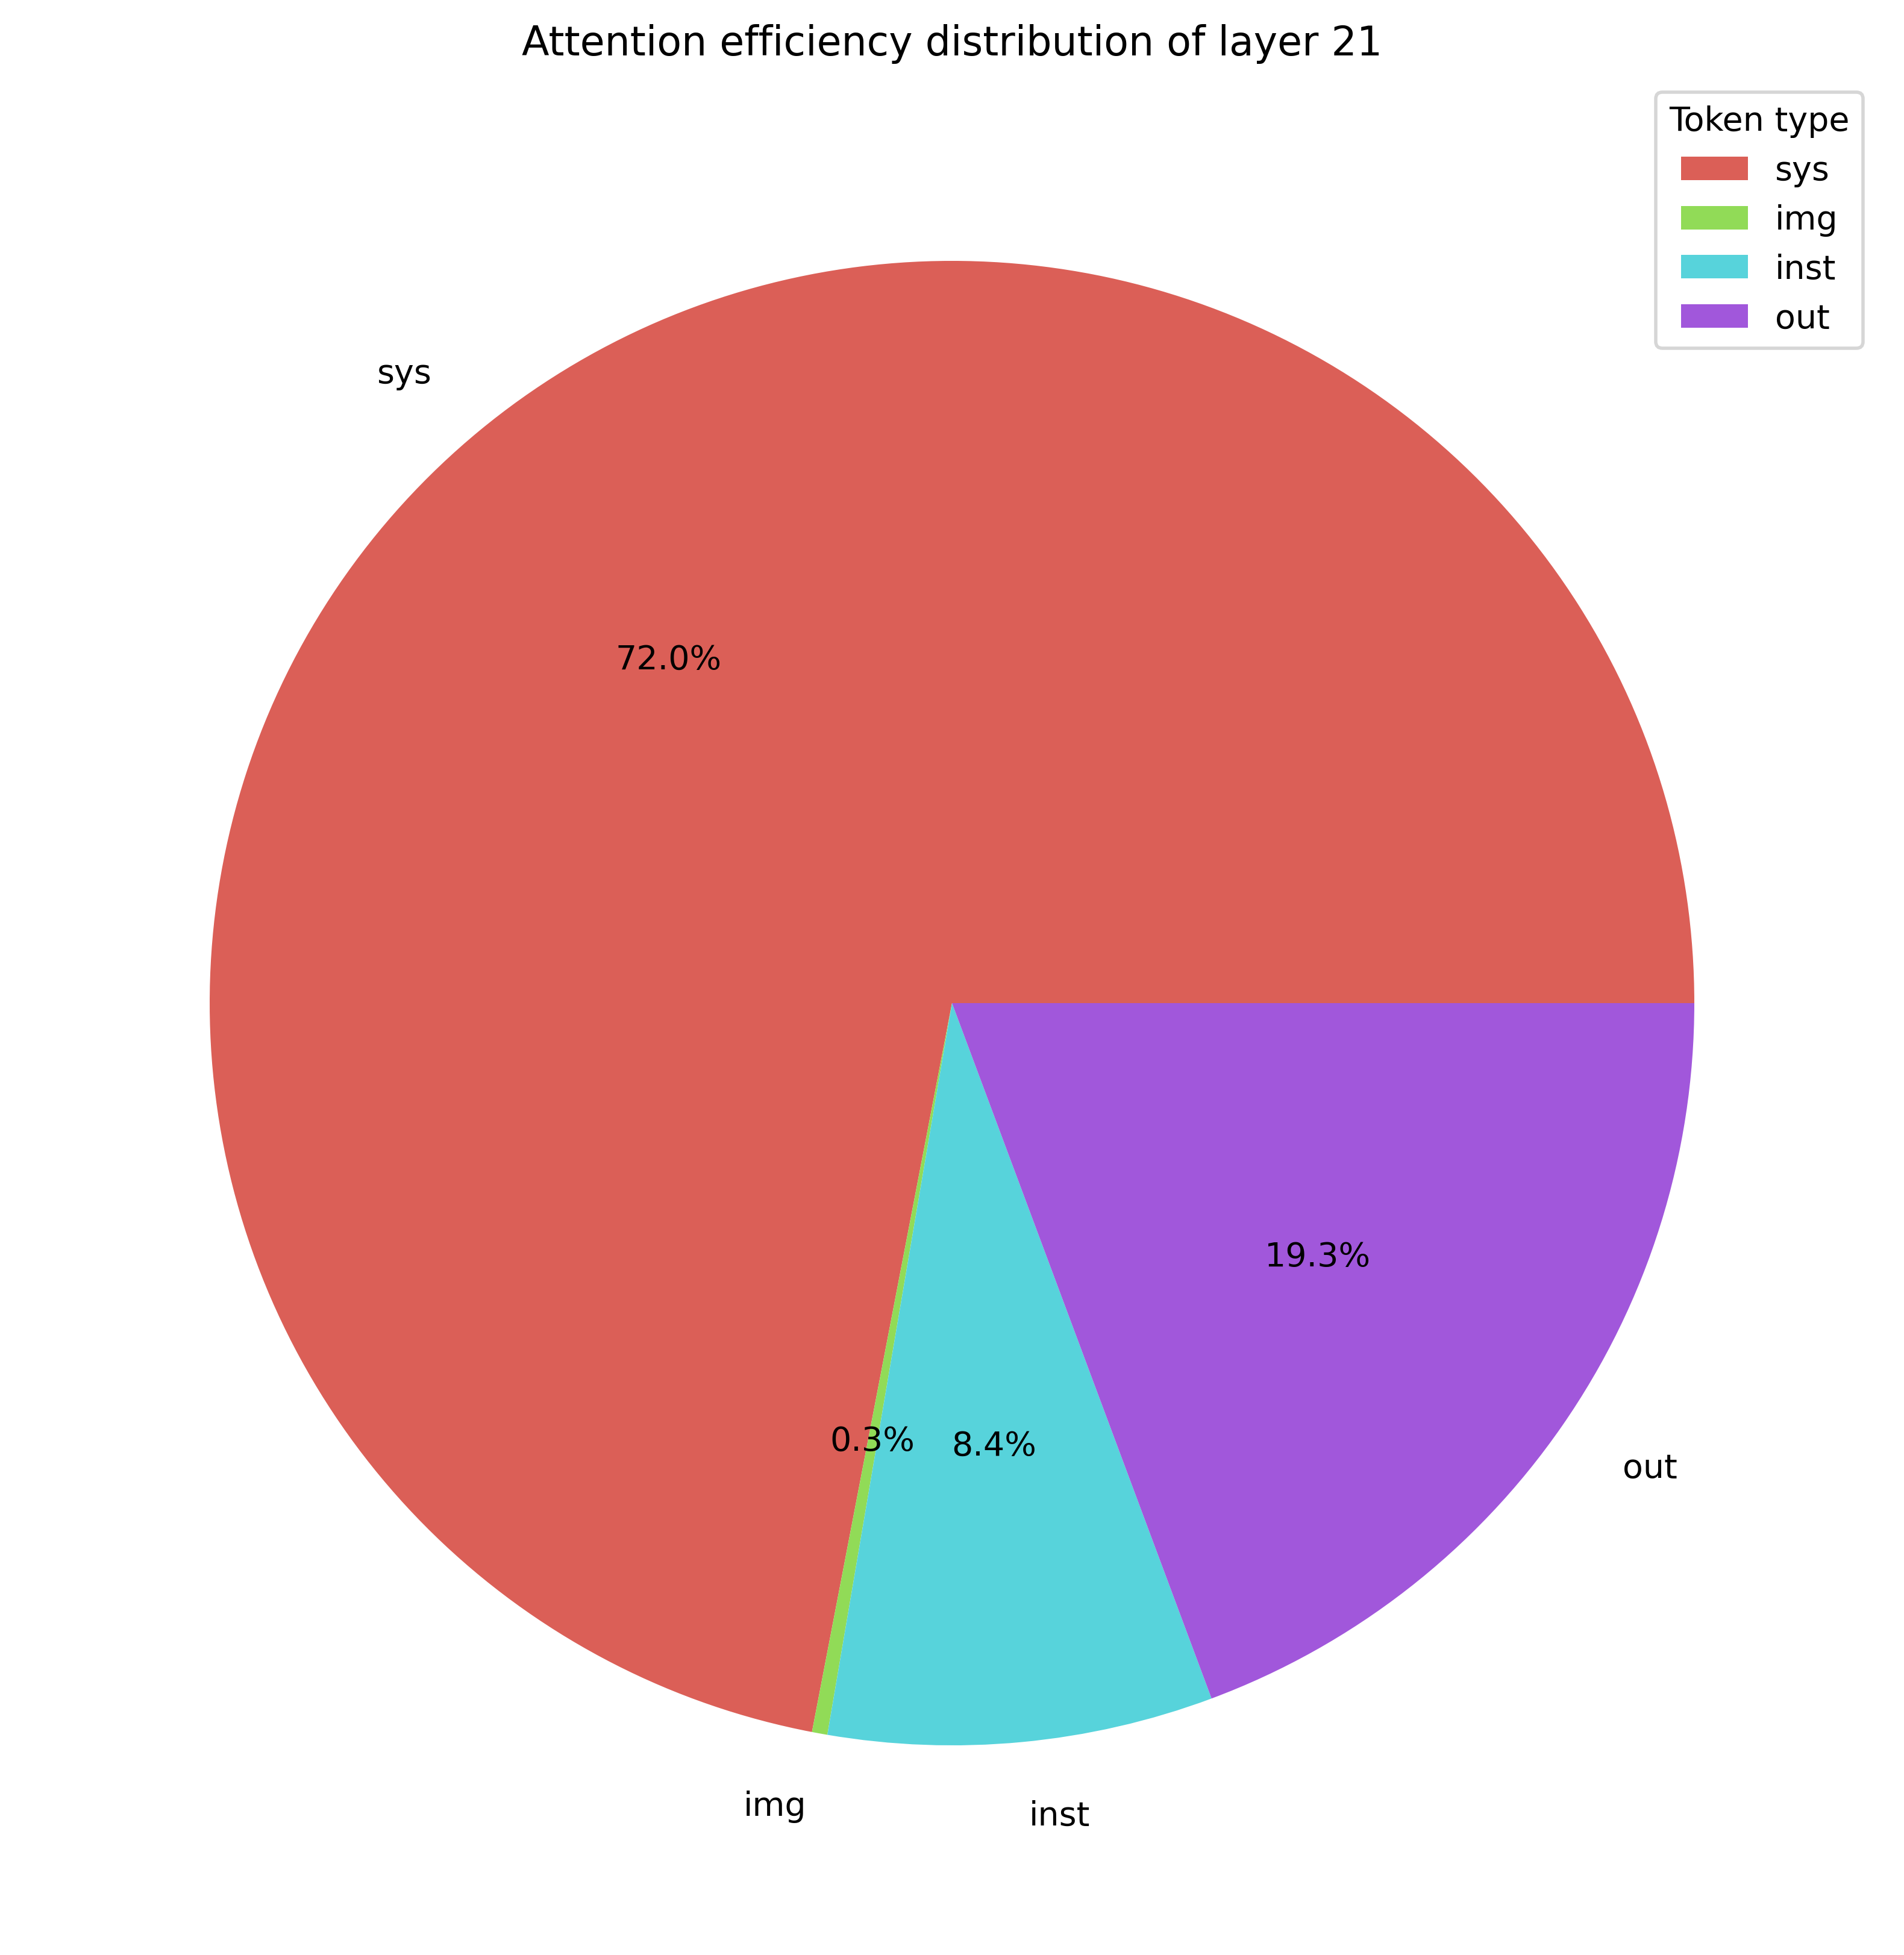 Attention efficiency distribution of layer 21
Token type
sys
img
inst
out
sys
72.0%
19.3%
0.3%
8.4%
out
img
inst